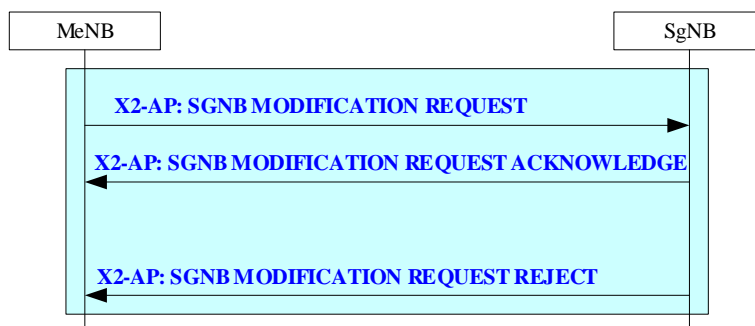 MeNB
SgNB
X2-AP: SGNB MODIFICATION REQUEST
X2-AP: SGNB MODIFICATION REQUEST ACKNOWLEDGE
X2-AP: SGNB MODIFICATION REQUEST REJECT